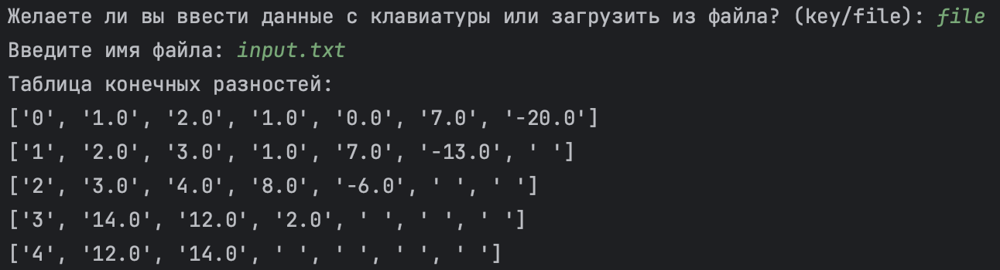 Желаете ли вы ввести данные с клавиатуры или загрузить из файла? (key/file): file
Введите имя файла: input.txt
Таблица конечных разностей:
['0', '1.0', '2.0', '1.0', '0.0', '7.0', '-20.0']
['1', '2.0', '3.0', '1.0', '7.0', '-13.0', ' ']
['2', '3.0', '4.0', '8.0', '-6.0', ' ', ' ']
['3', '14.0', '12.0', '2.0', ' ', ' ', ' ']
['4', '12.0', '14.0', ' ', ' ', ' ', ' ']